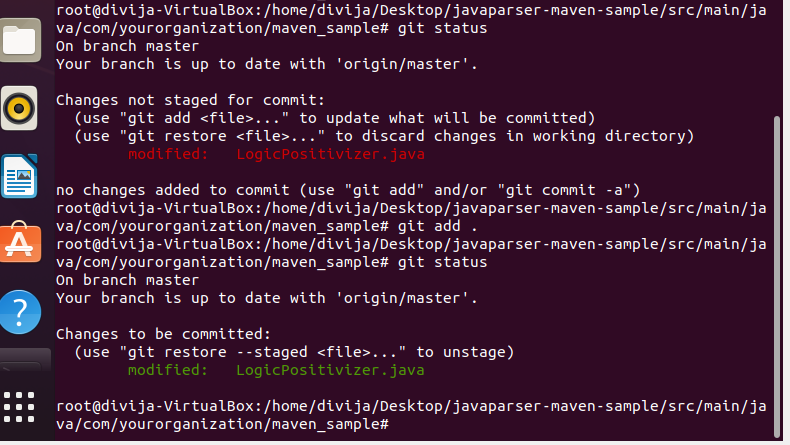 root@divija-VirtualBox:/home/divija/Desktop/javaparser-maven-sample/src/main/ja
va/com/yourorganization/maven_sample# git status
On branch master
Your branch is up to date with 'origin/master'.
Changes not staged for commit:
  (use "git add <file>..." to update what will be committed)
  (use "git restore <file>..." to discard changes in working directory)
        modified:   LogicPositivizer.java
no changes added to commit (use "git add" and/or "git commit -a")
root@divija-VirtualBox:/home/divija/Desktop/javaparser-maven-sample/src/main/ja
va/com/yourorganization/maven_sample# git add .
root@divija-VirtualBox:/home/divija/Desktop/javaparser-maven-sample/src/main/ja
va/com/yourorganization/maven_sample# git status
On branch master
Your branch is up to date with 'origin/master'.
Changes to be committed:
  (use "git restore --staged <file>..." to unstage)
        modified:   LogicPositivizer.java
root@divija-VirtualBox:/home/divija/Desktop/javaparser-maven-sample/src/main/ja
va/com/yourorganization/maven_sample#